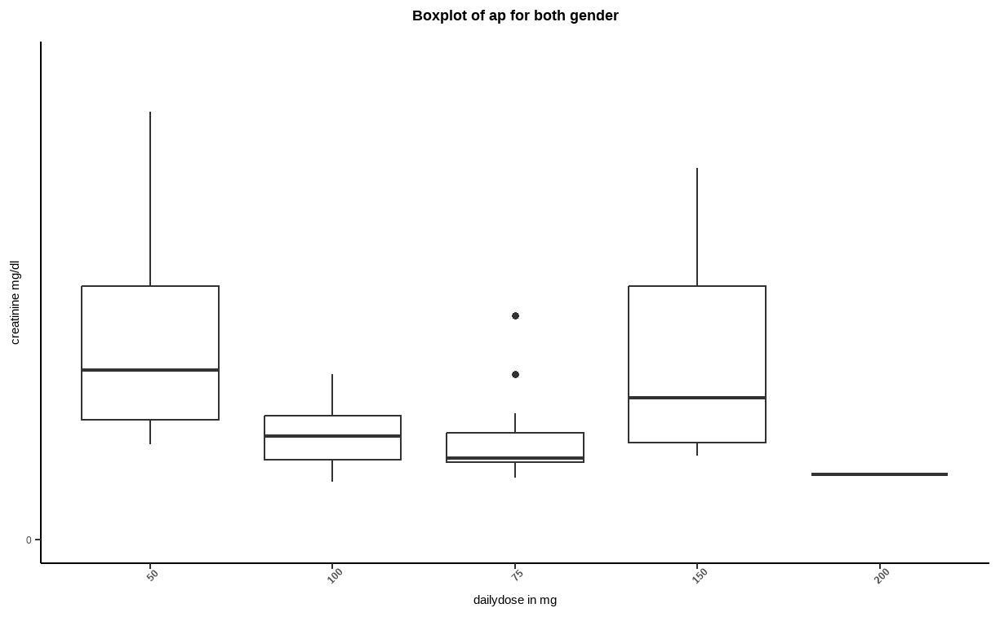 Boxplot of ap for both gender
creatinine mg/dl
0
50
100
75
150
200
dailydose in mg